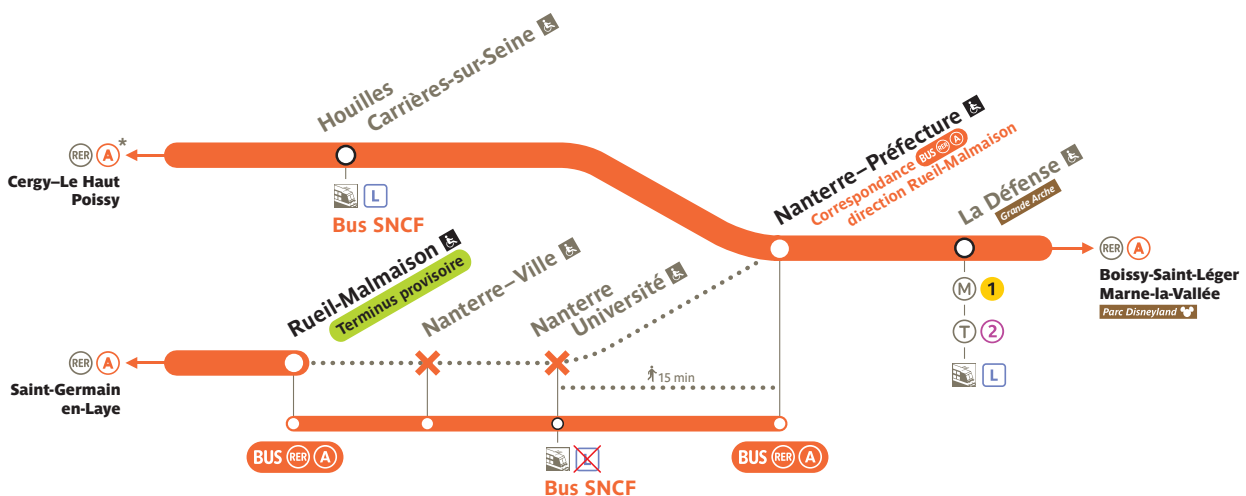 Houilles
Carrières-sur-Seine
RER A*
Cergy–Le Haut
Poissy
L
Bus SNCF
Nanterre–Préfecture
Correspondance BUS RER A
direction Rueil-Malmaison
La Défense
Grande Arche
RER A
Boissy-Saint-Léger
Marne-la-Vallée
Parc Disneyland
M 1
T 2
L
Rueil-Malmaison
Terminus provisoire
Nanterre–Ville
Nanterre
Université
RER A
Saint-Germain
en-Laye
15 min
BUS RER A
L
Bus SNCF
BUS RER A